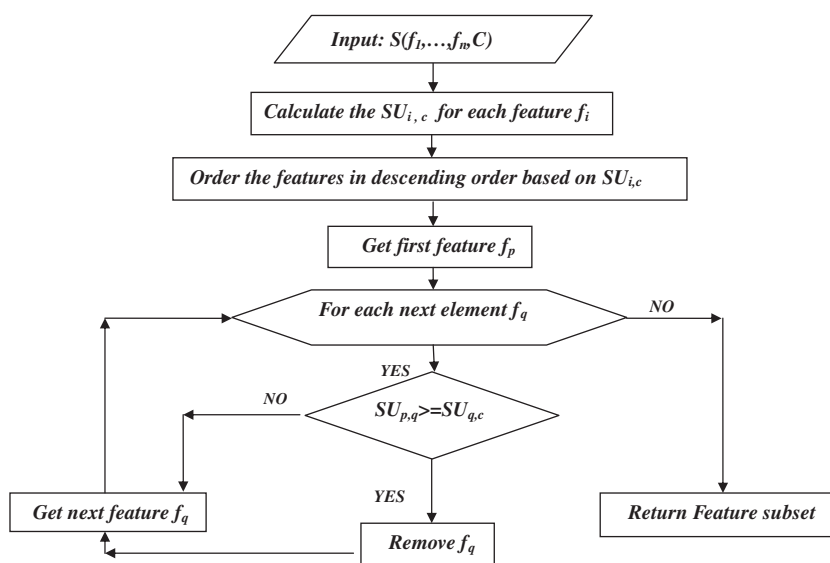 Input: S(f1,…,fn,C)
Calculate the SUi,c for each feature fi
Order the features in descending order based on SUi,c
Get first feature fp
For each next element fq
NO
YES
SUp,q>=SUq,c
NO
YES
Get next feature fq
Return Feature subset
Remove fq